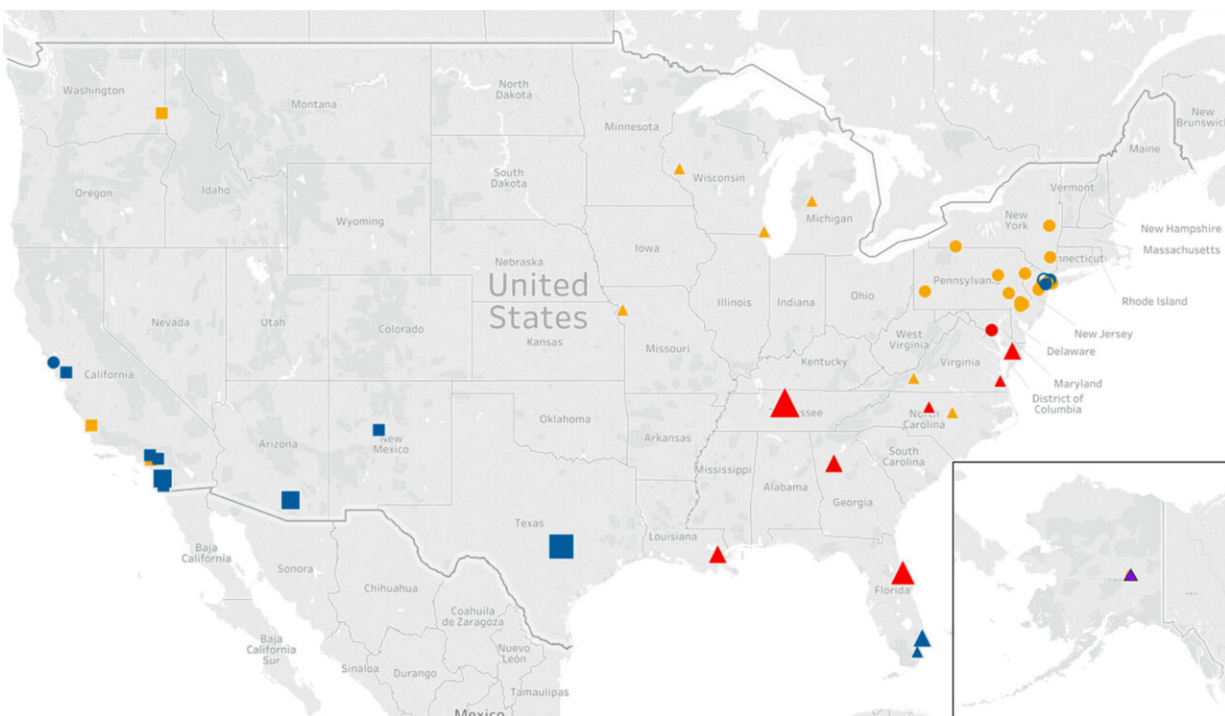 Washington
Montana
North
Dakota
Minnesota
Oregon
Idaho
South
Dakota
Wisconsin
Michigan
Wyoming
Nebraska
Iowa
United
States
Nevada
Utah
Colorado
Kansas
Missouri
Illinois
Indiana
Ohio
New
Brunswick
Maine
Vermont
New
York
New Hampshire
Massachusetts
onnecticut
Rhode Island
Pennsylvan
New Jersey
Delaware
Maryland
District of
Columbia
West
Virginia
Virginia
Kentucky
California
Arizona
New
Mexico
Oklahoma
Arkansas
essee
North
Carolina
South
Carolina
Mississippi
Alabama
Georgia
Texas
Louisiana
Florida
Baja
California
Sonora
Chihuahua
Coahuila
de Zaragoza
Nuevo
León
Baja
California
Sur
Sinaloa
Durango
Tamaulipas
Mexico